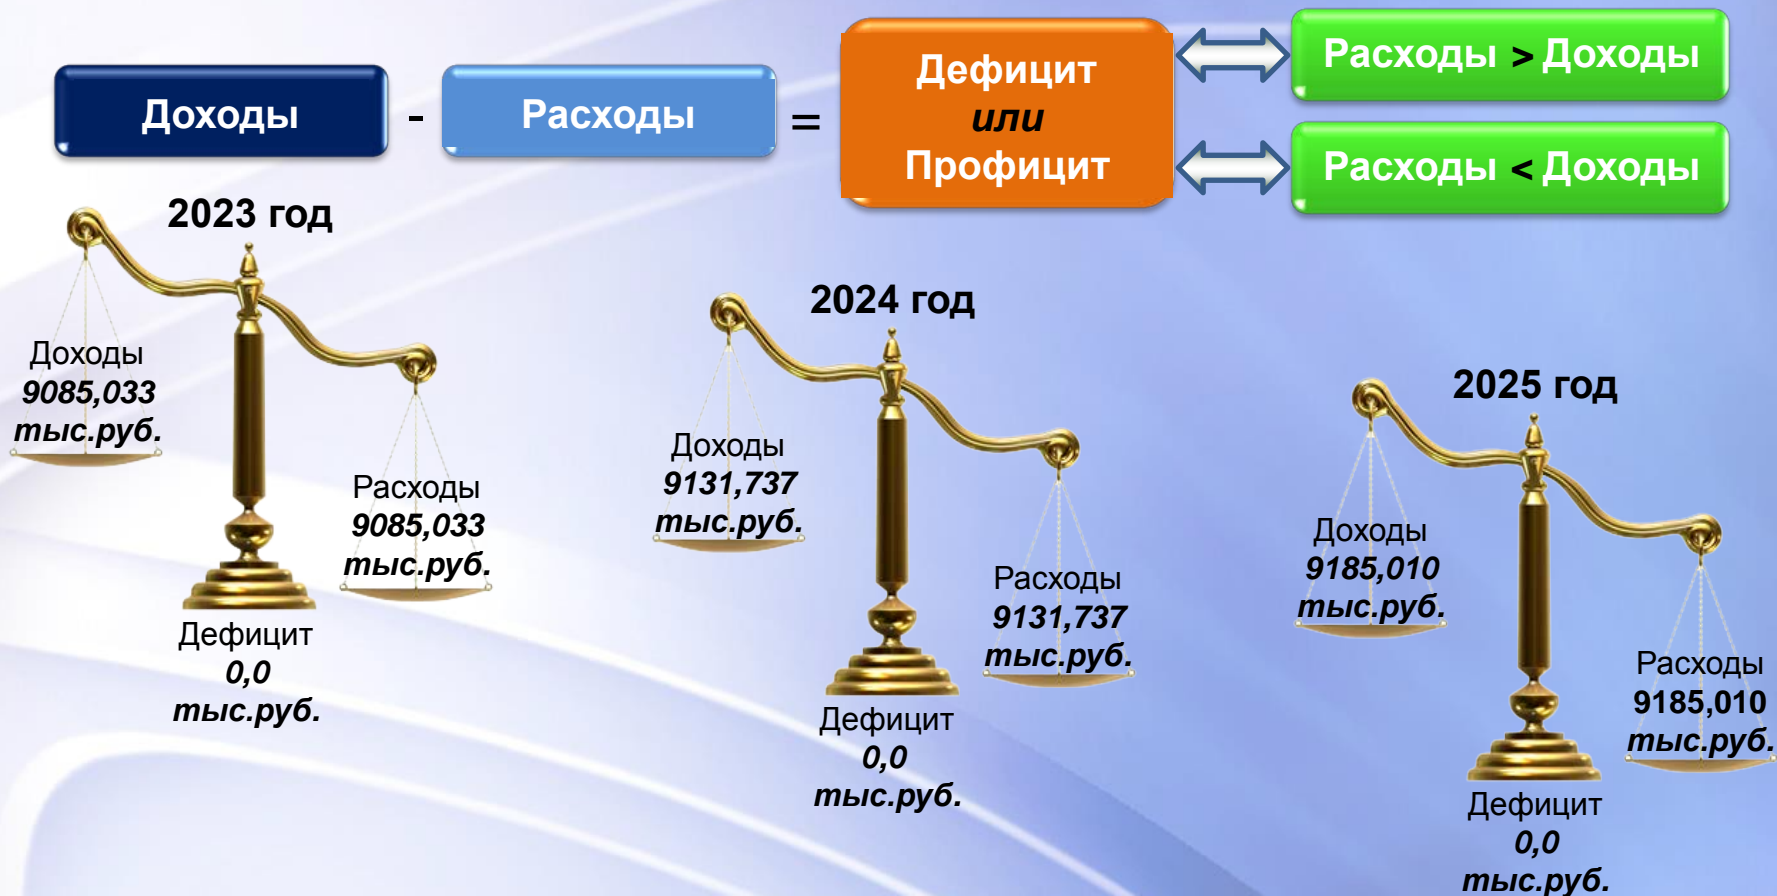 Доходы
-
Расходы
=
Дефицит
или
Профицит
Расходы > Доходы
Расходы < Доходы
2023 год
Доходы
9085,033
тыс.руб.
Расходы
9085,033
тыс.руб.
Дефицит
0,0
тыс.руб.
2024 год
Доходы
9131,737
тыс.руб.
Расходы
9131,737
тыс.руб.
Дефицит
0,0
тыс.руб.
2025 год
Доходы
9185,010
тыс.руб.
Расходы
9185,010
тыс.руб.
Дефицит
0,0
тыс.руб.